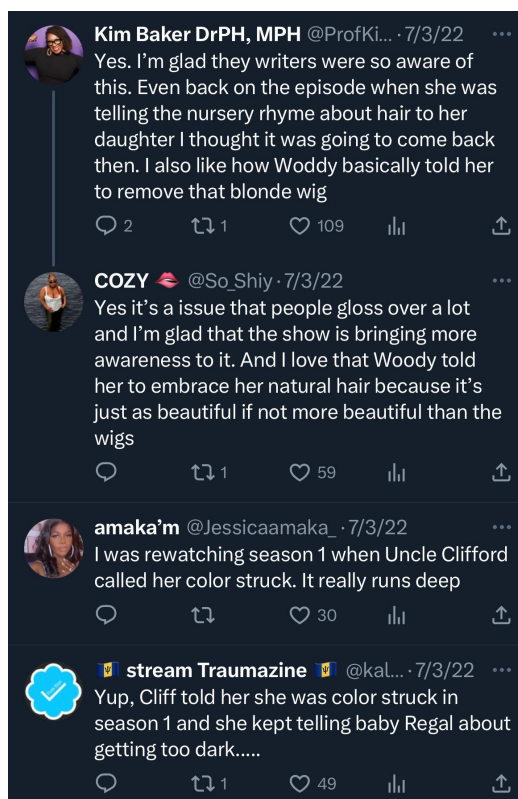 Kim Baker DrPH, MPH @ProfKi... · 7/3/22
Yes. I’m glad they writers were so aware of
this. Even back on the episode when she was
telling the nursery rhyme about hair to her
daughter I thought it was going to come back
then. I also like how Woddy basically told her
to remove that blonde wig
2 1 109
COZY 🫦 @So_Shiy · 7/3/22
Yes it’s a issue that people gloss over a lot
and I’m glad that the show is bringing more
awareness to it. And I love that Woody told
her to embrace her natural hair because it’s
just as beautiful if not more beautiful than the
wigs
1 59
amaka’m @Jessicaamaka_ · 7/3/22
I was rewatching season 1 when Uncle Clifford
called her color struck. It really runs deep
30
🇧🇧 stream Traumazine 🇧🇧 @kal... · 7/3/22
Yup, Cliff told her she was color struck in
season 1 and she kept telling baby Regal about
getting too dark.....
1 49